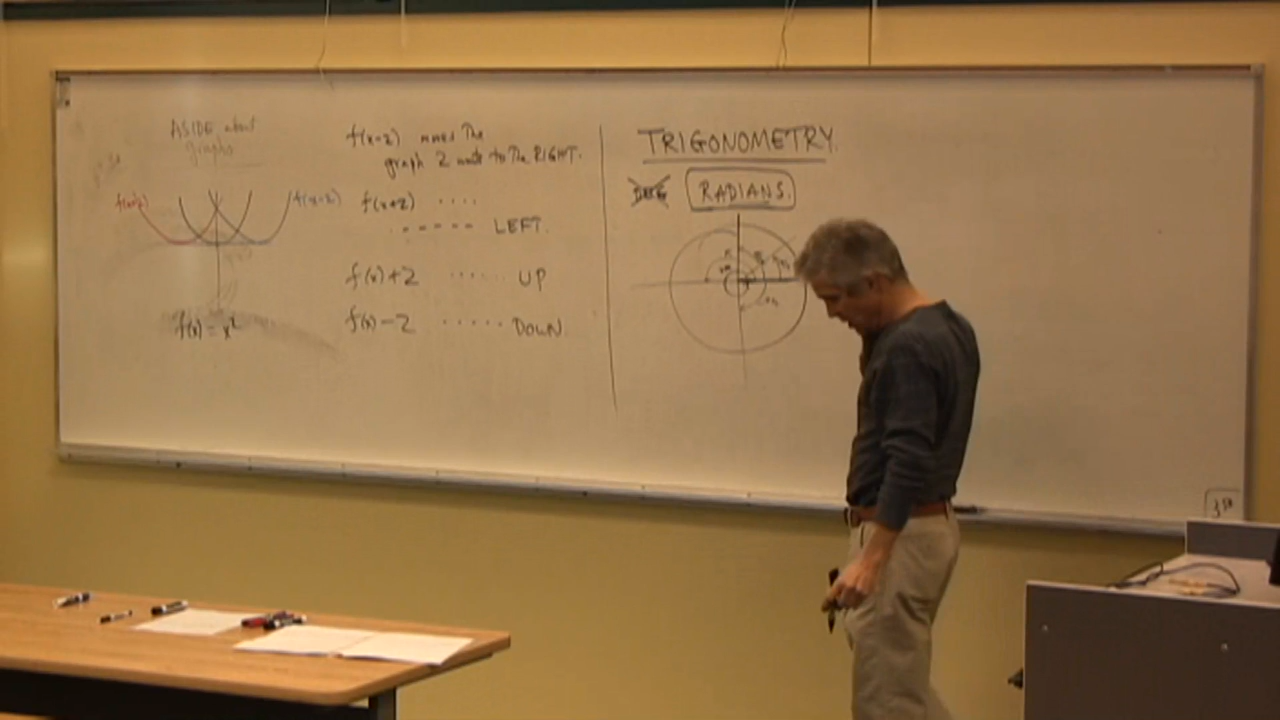 ASIDE about
graphs
f(x-2)
f(x) = x²
f(x-2) moves the
graph 2 units to the RIGHT.
f(x+2) ....
------ LEFT.
f(x)+2 ...... UP
f(x)-2 ..... DOWN
TRIGONOMETRY.
RADIANS.